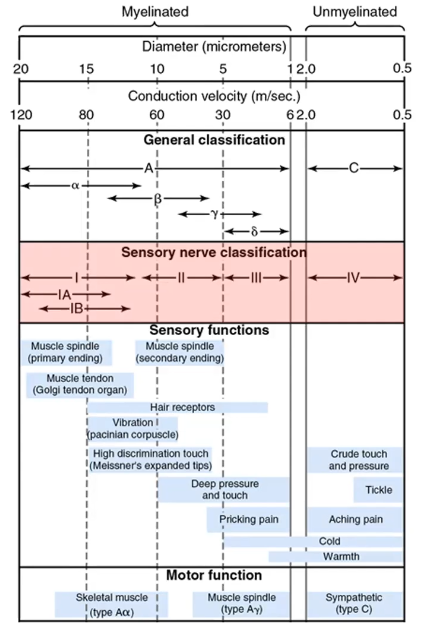 Myelinated Unmyelinated
Diameter (micrometers)
20 15 10 5 1 2.0 0.5
Conduction velocity (m/sec.)
120 80 60 30 6 2.0 0.5
General classification
A C
α
β
γ
δ
Sensory nerve classification
I II III IV
IA
IB
Sensory functions
Muscle spindle
(primary ending)
Muscle spindle
(secondary ending)
Muscle tendon
(Golgi tendon organ)
Hair receptors
Vibration
(pacinian corpuscle)
High discrimination touch
(Meissner's expanded tips)
Crude touch
and pressure
Deep pressure
and touch
Tickle
Pricking pain
Aching pain
Cold
Warmth
Motor function
Skeletal muscle
(type Aα)
Muscle spindle
(type Aγ)
Sympathetic
(type C)